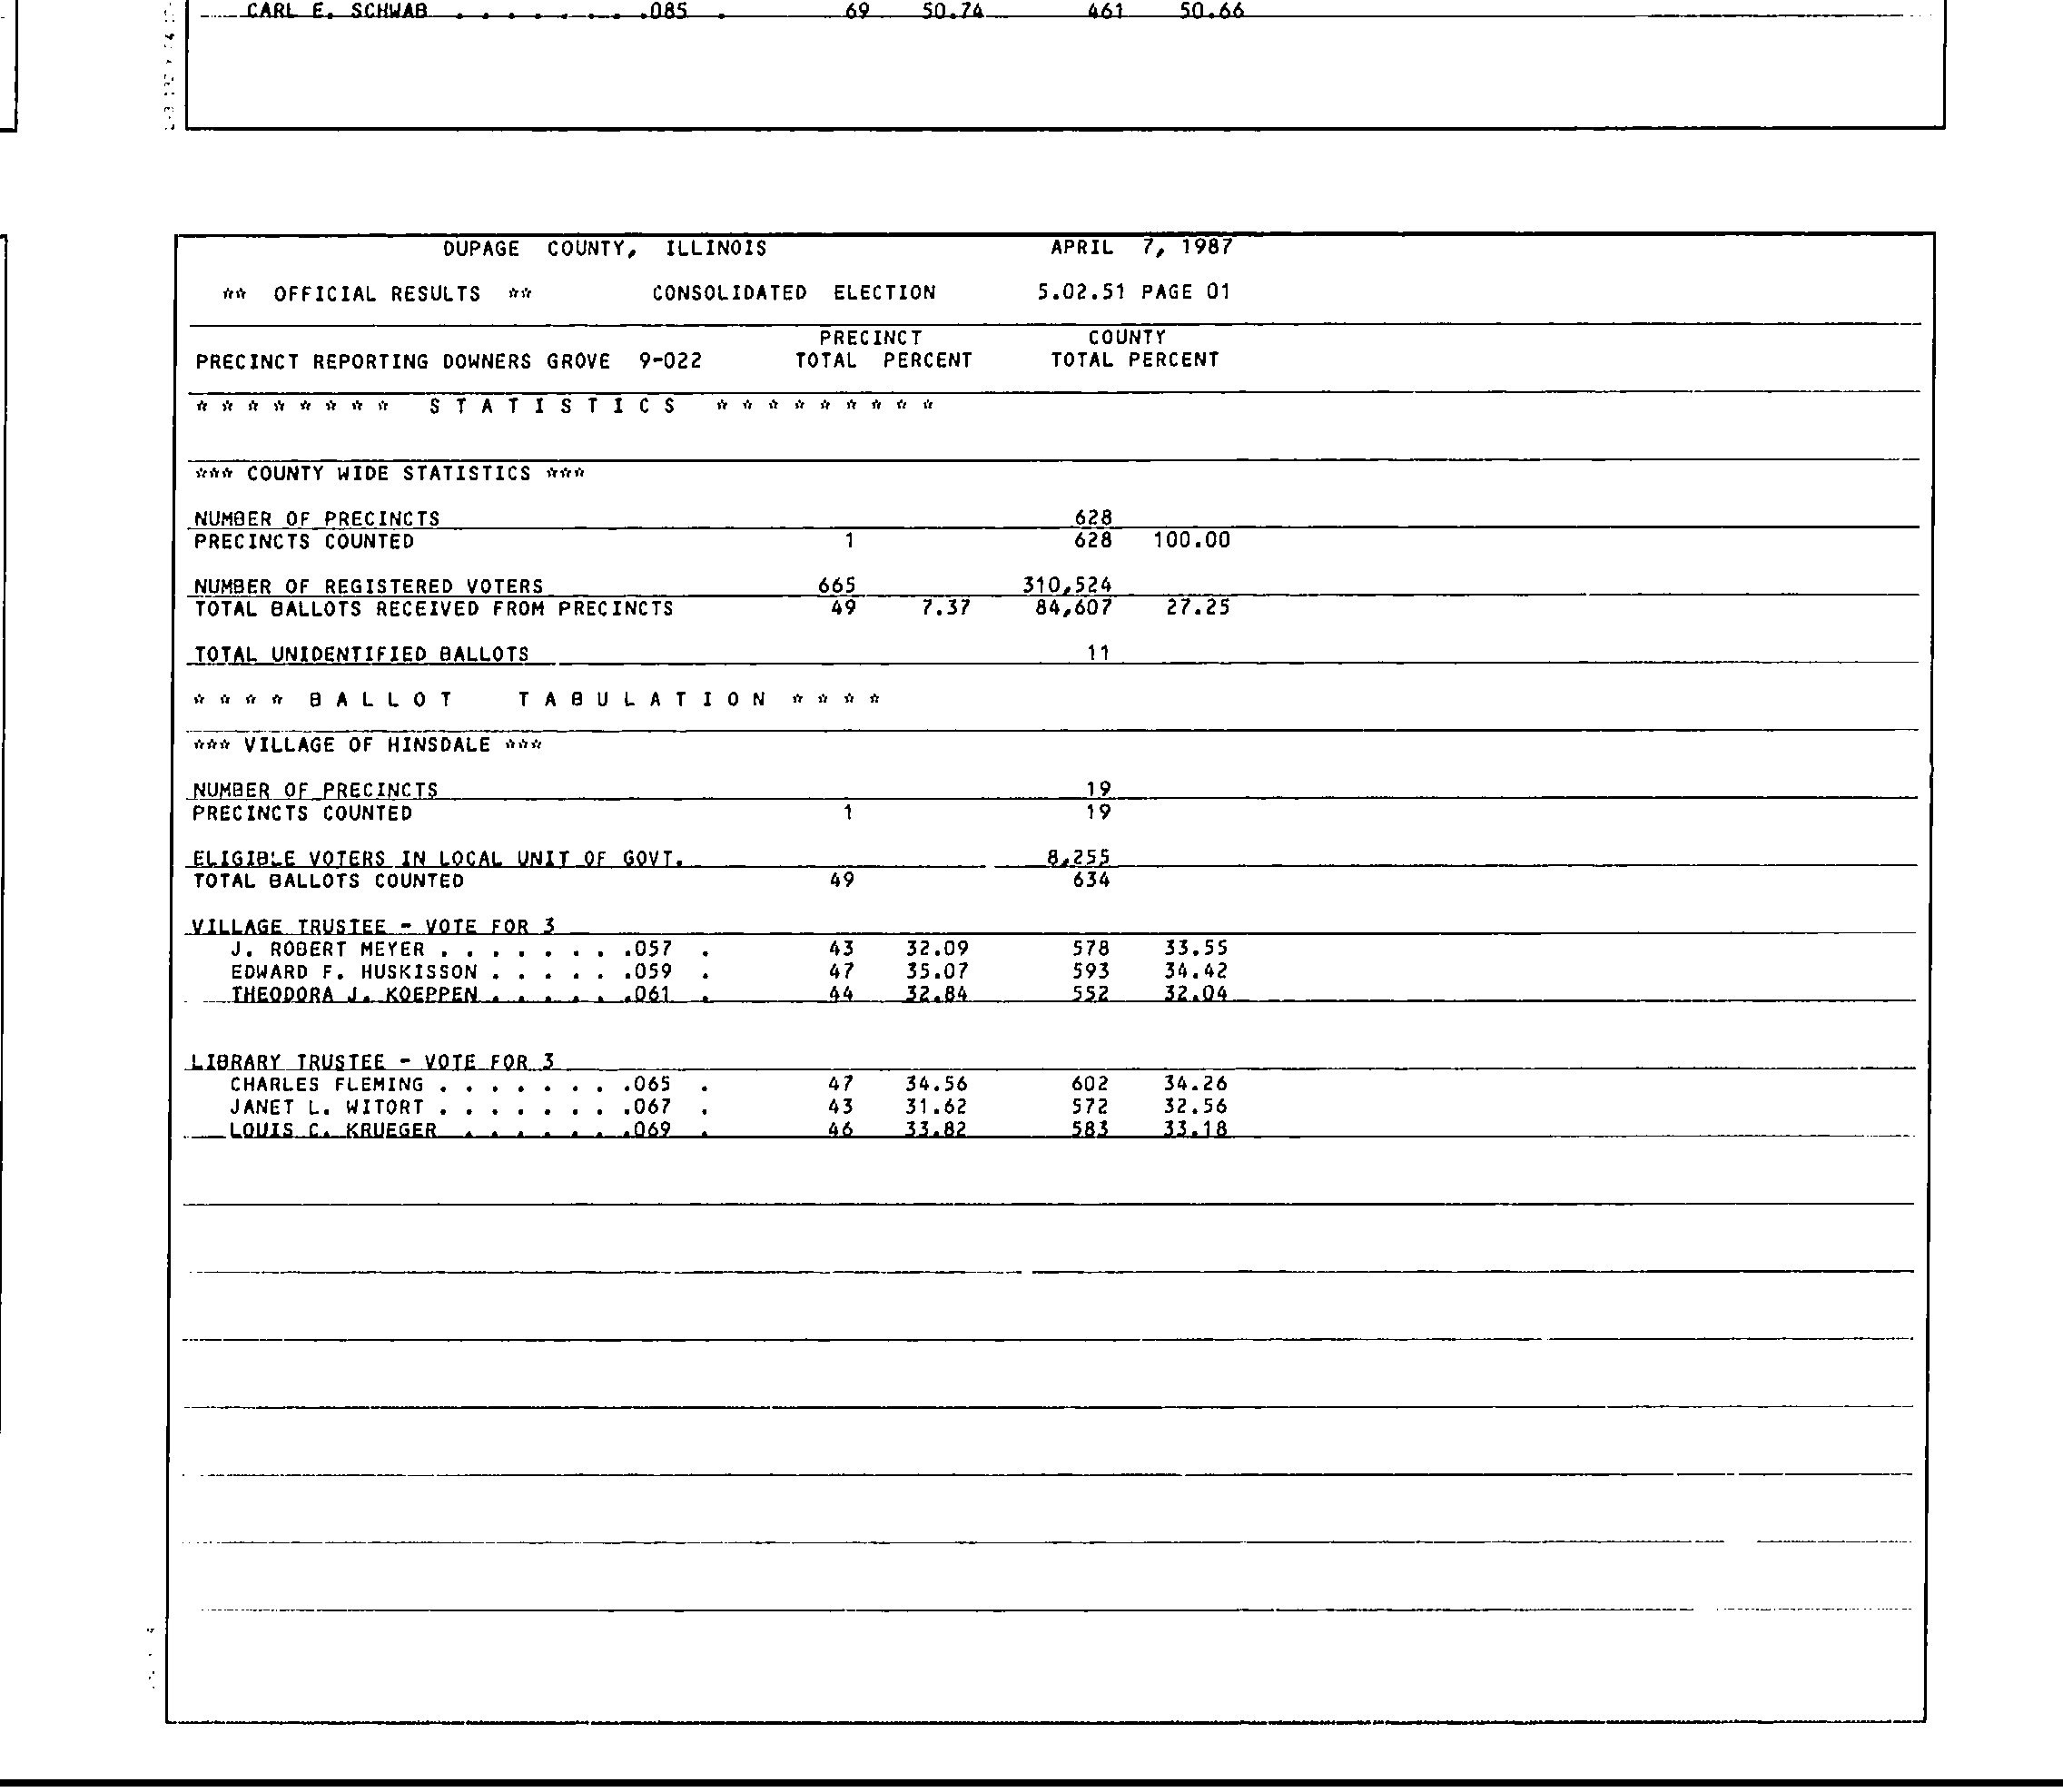 CARL E. SCHWAB . . . . . . . .085 . 69 50.74 461 50.66
DUPAGE COUNTY, ILLINOIS APRIL 7, 1987
** OFFICIAL RESULTS ** CONSOLIDATED ELECTION 5.02.51 PAGE 01
PRECINCT COUNTY
PRECINCT REPORTING DOWNERS GROVE 9-022 TOTAL PERCENT TOTAL PERCENT
* * * * * * * * S T A T I S T I C S * * * * * * * * *
*** COUNTY WIDE STATISTICS ***
NUMBER OF PRECINCTS 628
PRECINCTS COUNTED 1 628 100.00
NUMBER OF REGISTERED VOTERS 665 310,524
TOTAL BALLOTS RECEIVED FROM PRECINCTS 49 7.37 84,607 27.25
TOTAL UNIDENTIFIED BALLOTS 11
* * * * B A L L O T T A B U L A T I O N * * * *
*** VILLAGE OF HINSDALE ***
NUMBER OF PRECINCTS 19
PRECINCTS COUNTED 1 19
ELIGIBLE VOTERS IN LOCAL UNIT OF GOVT. 8,255
TOTAL BALLOTS COUNTED 49 634
VILLAGE TRUSTEE - VOTE FOR 3
J. ROBERT MEYER . . . . . . . .057 . 43 32.09 578 33.55
EDWARD F. HUSKISSON . . . . . .059 . 47 35.07 593 34.42
THEODORA J. KOEPPEN . . . . . .061 . 44 32.84 552 32.04
LIBRARY TRUSTEE - VOTE FOR 3
CHARLES FLEMING . . . . . . . .065 . 47 34.56 602 34.26
JANET L. WITORT . . . . . . . .067 . 43 31.62 572 32.56
LOUIS C. KRUEGER . . . . . . .069 . 46 33.82 583 33.18